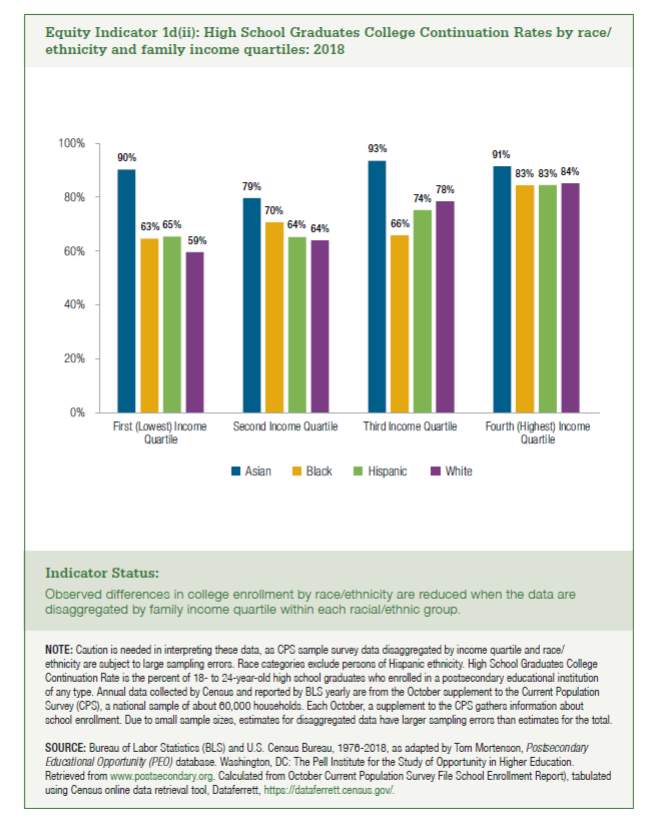 Equity Indicator 1d(ii): High School Graduates College Continuation Rates by race/
ethnicity and family income quartiles: 2018
100%
80%
60%
40%
20%
0%
90%
63%
65%
59%
79%
70%
64%
64%
93%
66%
74%
78%
91%
83%
83%
84%
First (Lowest) Income
Quartile
Second Income Quartile
Third Income Quartile
Fourth (Highest) Income
Quartile
Asian
Black
Hispanic
White
Indicator Status:
Observed differences in college enrollment by race/ethnicity are reduced when the data are
disaggregated by family income quartile within each racial/ethnic group.
NOTE: Caution is needed in interpreting these data, as CPS sample survey data disaggregated by income quartile and race/
ethnicity are subject to large sampling errors. Race categories exclude persons of Hispanic ethnicity. High School Graduates College
Continuation Rate is the percent of 18- to 24-year-old high school graduates who enrolled in a postsecondary educational institution
of any type. Annual data collected by Census and reported by BLS yearly are from the October supplement to the Current Population
Survey (CPS), a national sample of about 60,000 households. Each October, a supplement to the CPS gathers information about
school enrollment. Due to small sample sizes, estimates for disaggregated data have larger sampling errors than estimates for the total.
SOURCE: Bureau of Labor Statistics (BLS) and U.S. Census Bureau, 1976-2018, as adapted by Tom Mortenson, Postsecondary
Educational Opportunity (PEO) database. Washington, DC: The Pell Institute for the Study of Opportunity in Higher Education.
Retrieved from www.postsecondary.org. Calculated from October Current Population Survey File School Enrollment Report), tabulated
using Census online data retrieval tool, Dataferrett, https://dataferrett.census.gov/.